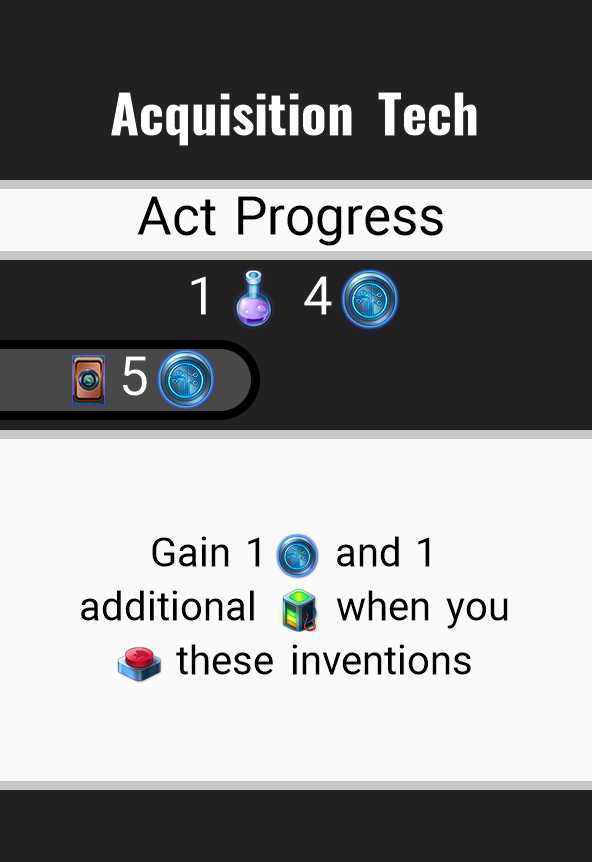 Acquisition Tech
Act Progress
1 4
5
Gain 1 and 1
additional when you
these inventions